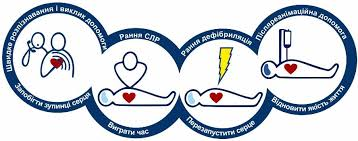 Швидке розпізнавання і виклик допомоги
Запобігти зупинці серця
Рання СЛР
Виграти час
Рання дефібриляція
Перезапустити серце
Післяреанімаційна допомога
Відновити якість життя